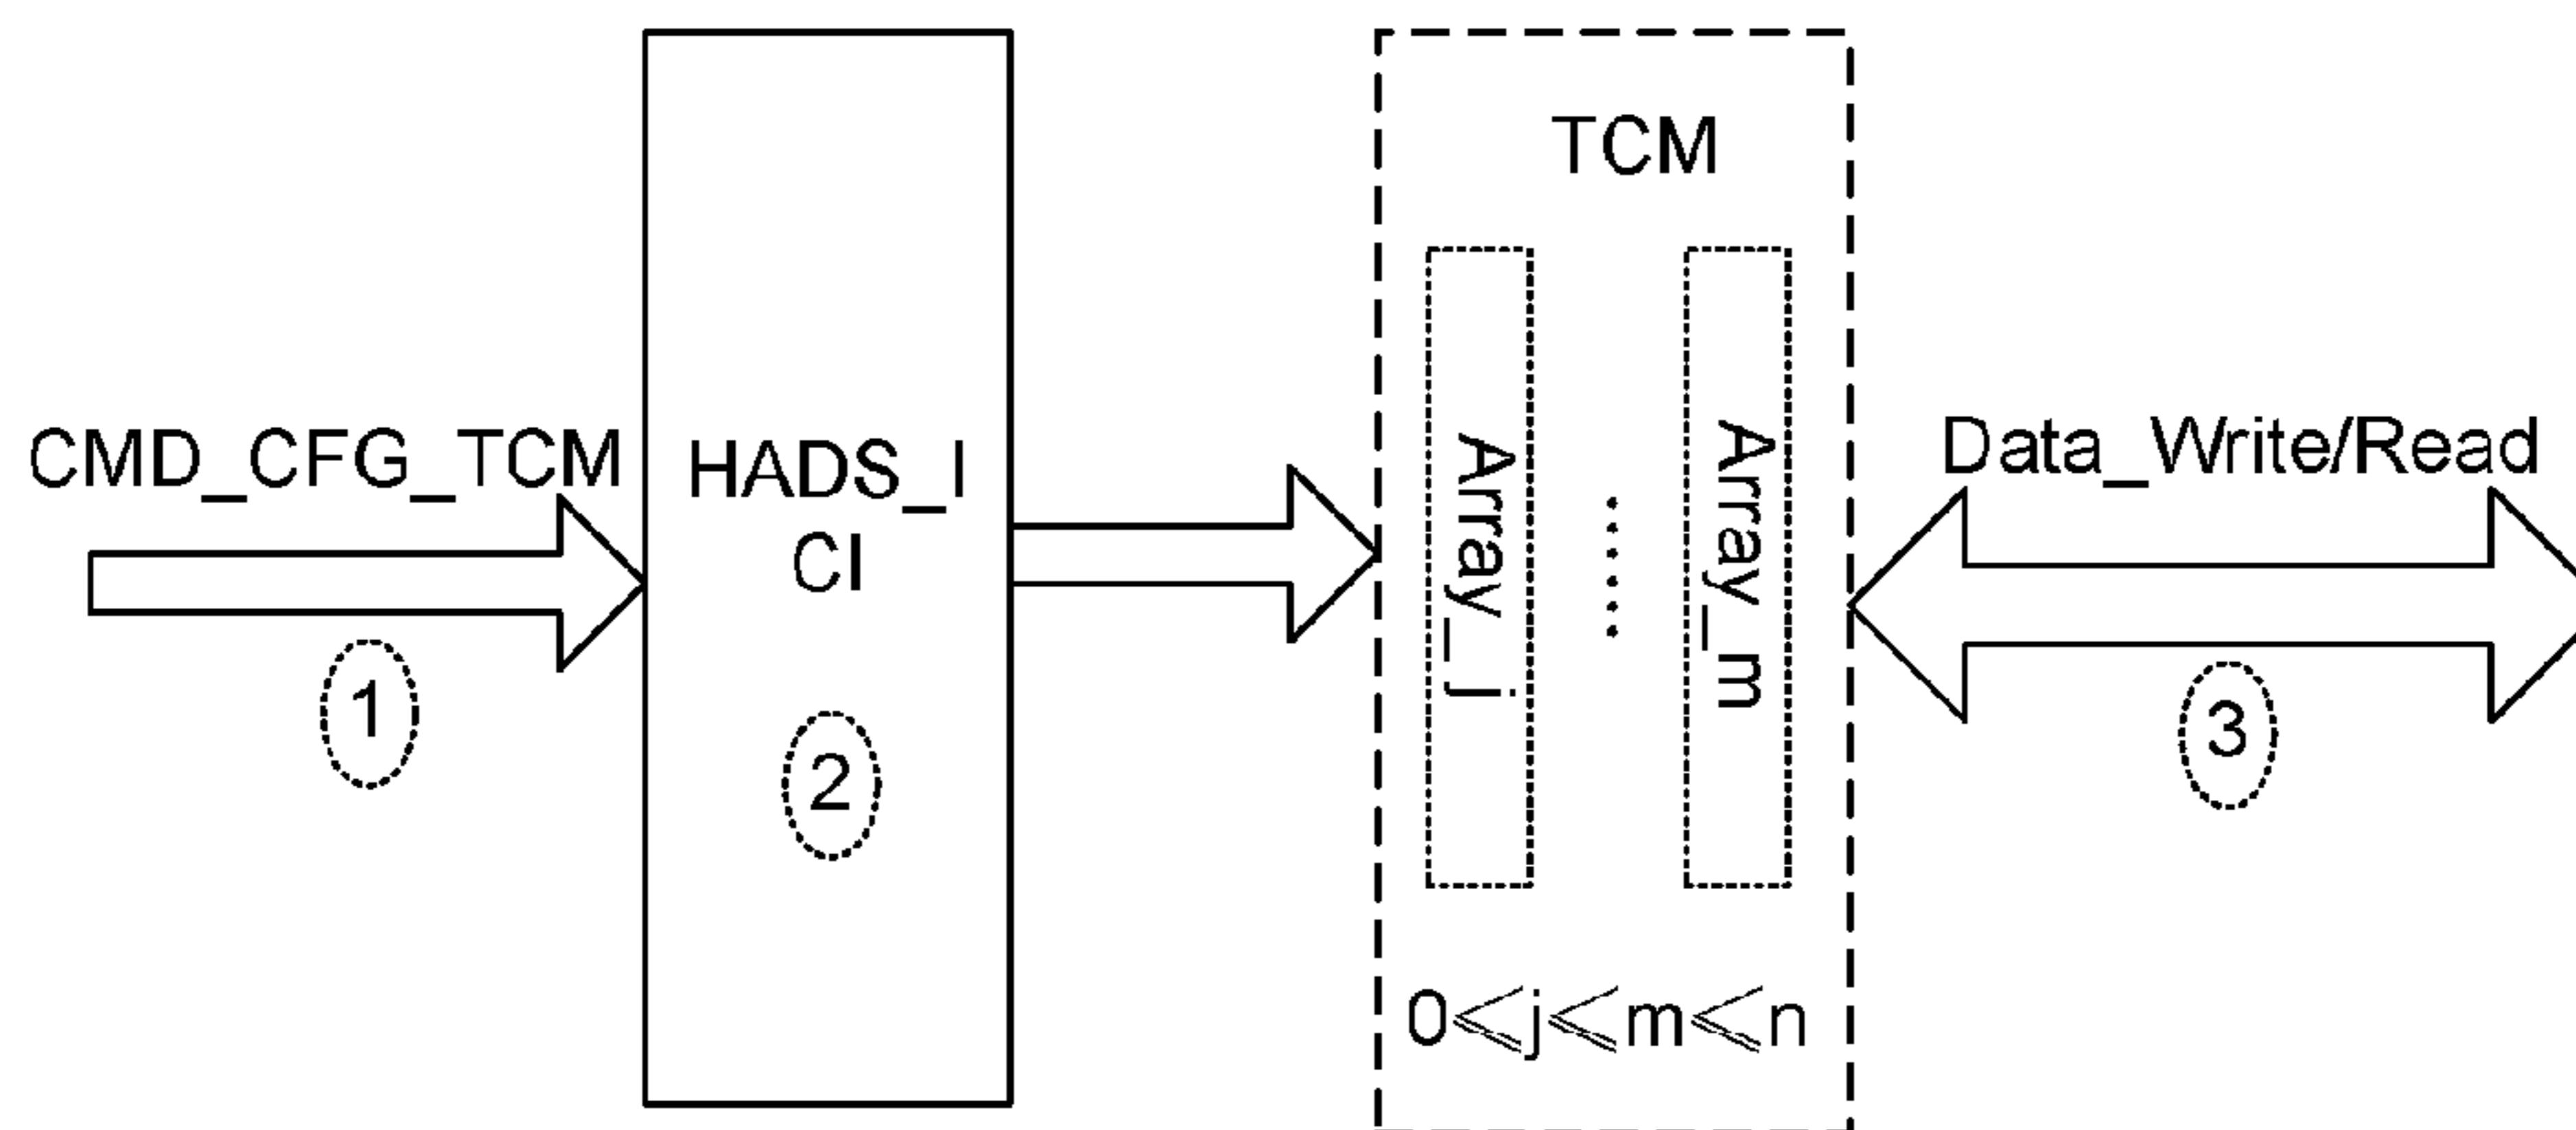 TCM
CMD_CFG_TCM
HADS_I
CI
Array_j
......
Array_m
Data_Write/Read
1
2
3
0⩽j⩽m⩽n